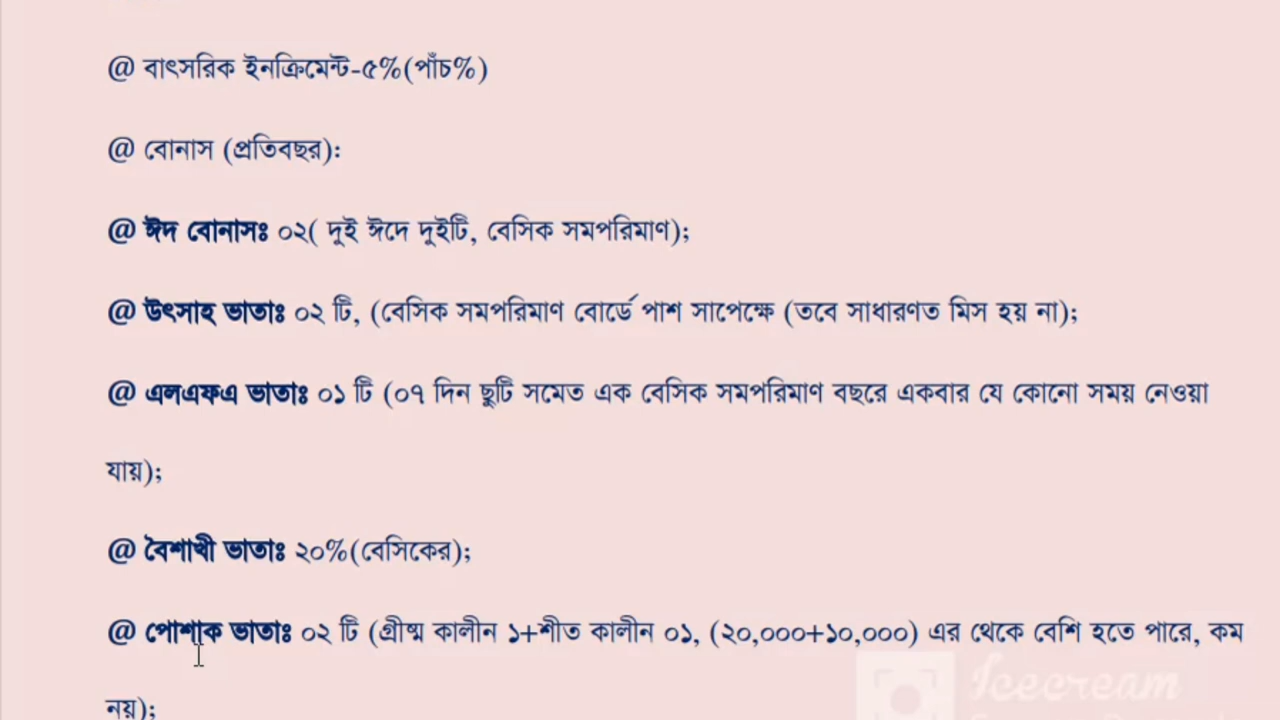 @ বাৎসরিক ইনক্রিমেন্ট-৫%(পাঁচ%)
@ বোনাস (প্রতিবছর):
@ ঈদ বোনাসঃ ০২( দুই ঈদে দুইটি, বেসিক সমপরিমাণ);
@ উৎসাহ ভাতাঃ ০২ টি, (বেসিক সমপরিমাণ বোর্ডে পাশ সাপেক্ষে (তবে সাধারণত মিস হয় না);
@ এলএফএ ভাতাঃ ০১ টি (০৭ দিন ছুটি সমেত এক বেসিক সমপরিমাণ বছরে একবার যে কোনো সময় নেওয়া
যায়);
@ বৈশাখী ভাতাঃ ২০%(বেসিকের);
@ পোশাক ভাতাঃ ০২ টি (গ্রীষ্ম কালীন ১+শীত কালীন ০১, (২০,০০০+১০,০০০) এর থেকে বেশি হতে পারে, কম
নয়);
Icecream